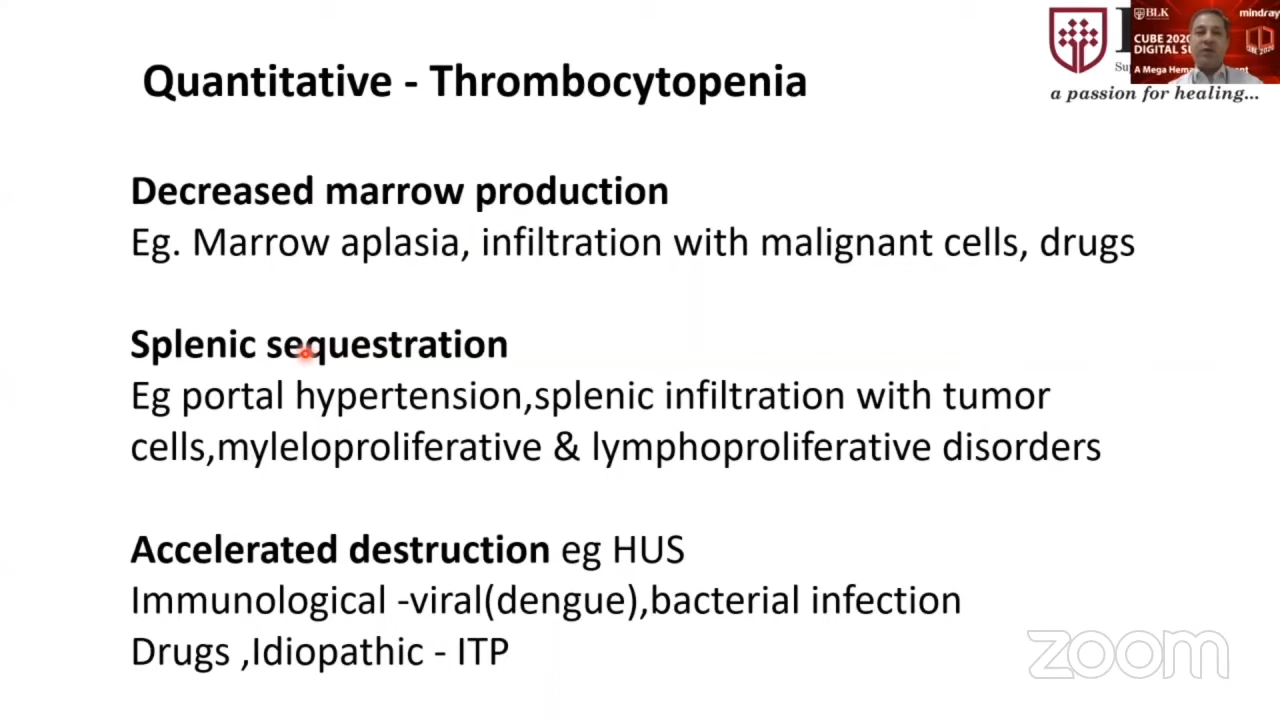 Quantitative - Thrombocytopenia
BLK
mindray
CUBE 2020
DIGITAL SU
A Mega Hema
a passion for healing...
Decreased marrow production
Eg. Marrow aplasia, infiltration with malignant cells, drugs
Splenic sequestration
Eg portal hypertension,splenic infiltration with tumor
cells,myleloproliferative & lymphoproliferative disorders
Accelerated destruction eg HUS
Immunological -viral(dengue),bacterial infection
Drugs ,Idiopathic - ITP
zoom